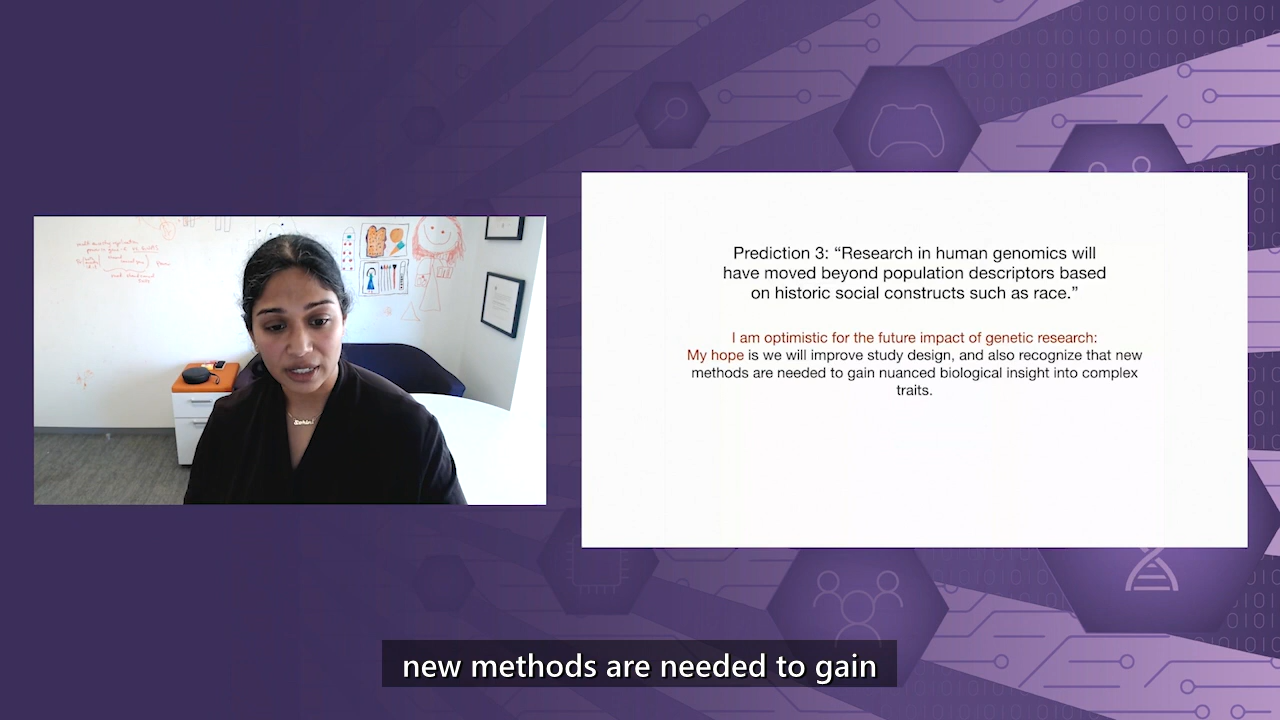 Prediction 3: “Research in human genomics will
have moved beyond population descriptors based
on historic social constructs such as race.”
I am optimistic for the future impact of genetic research:
My hope is we will improve study design, and also recognize that new
methods are needed to gain nuanced biological insight into complex
traits.
new methods are needed to gain